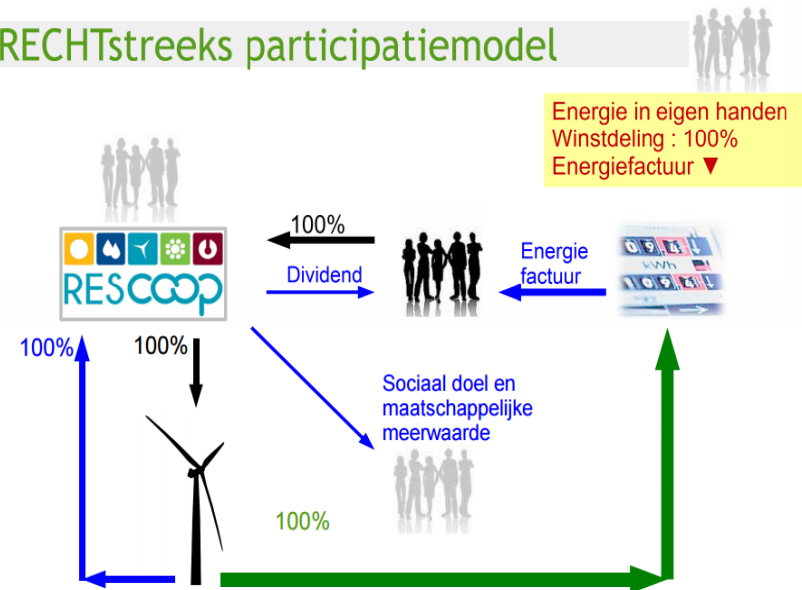 RECHTstreeks participatiemodel
Energie in eigen handen
Winstdeling : 100%
Energiefactuur ▼
100%
Dividend
Energie
factuur
RESCOOP
kWh
100%
100%
Sociaal doel en
maatschappelijke
meerwaarde
100%